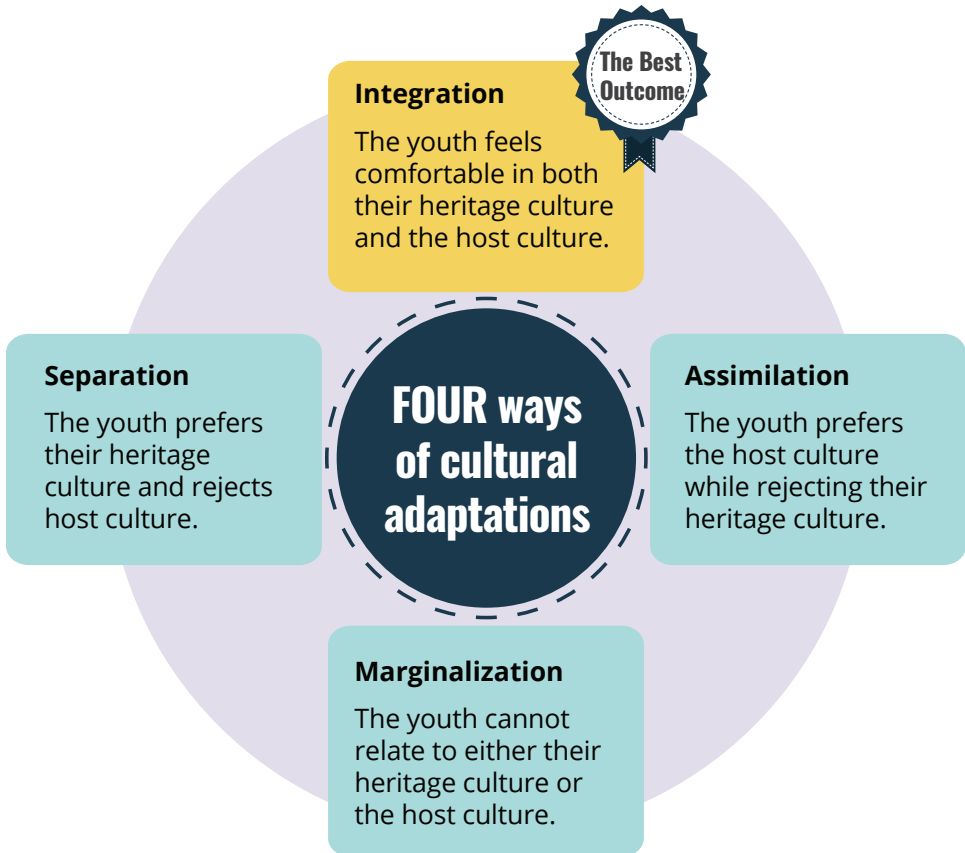 The Best
Outcome
Integration
The youth feels
comfortable in both
their heritage culture
and the host culture.
Separation
The youth prefers
their heritage
culture and rejects
host culture.
FOUR ways
of cultural
adaptations
Assimilation
The youth prefers
the host culture
while rejecting their
heritage culture.
Marginalization
The youth cannot
relate to either their
heritage culture or
the host culture.